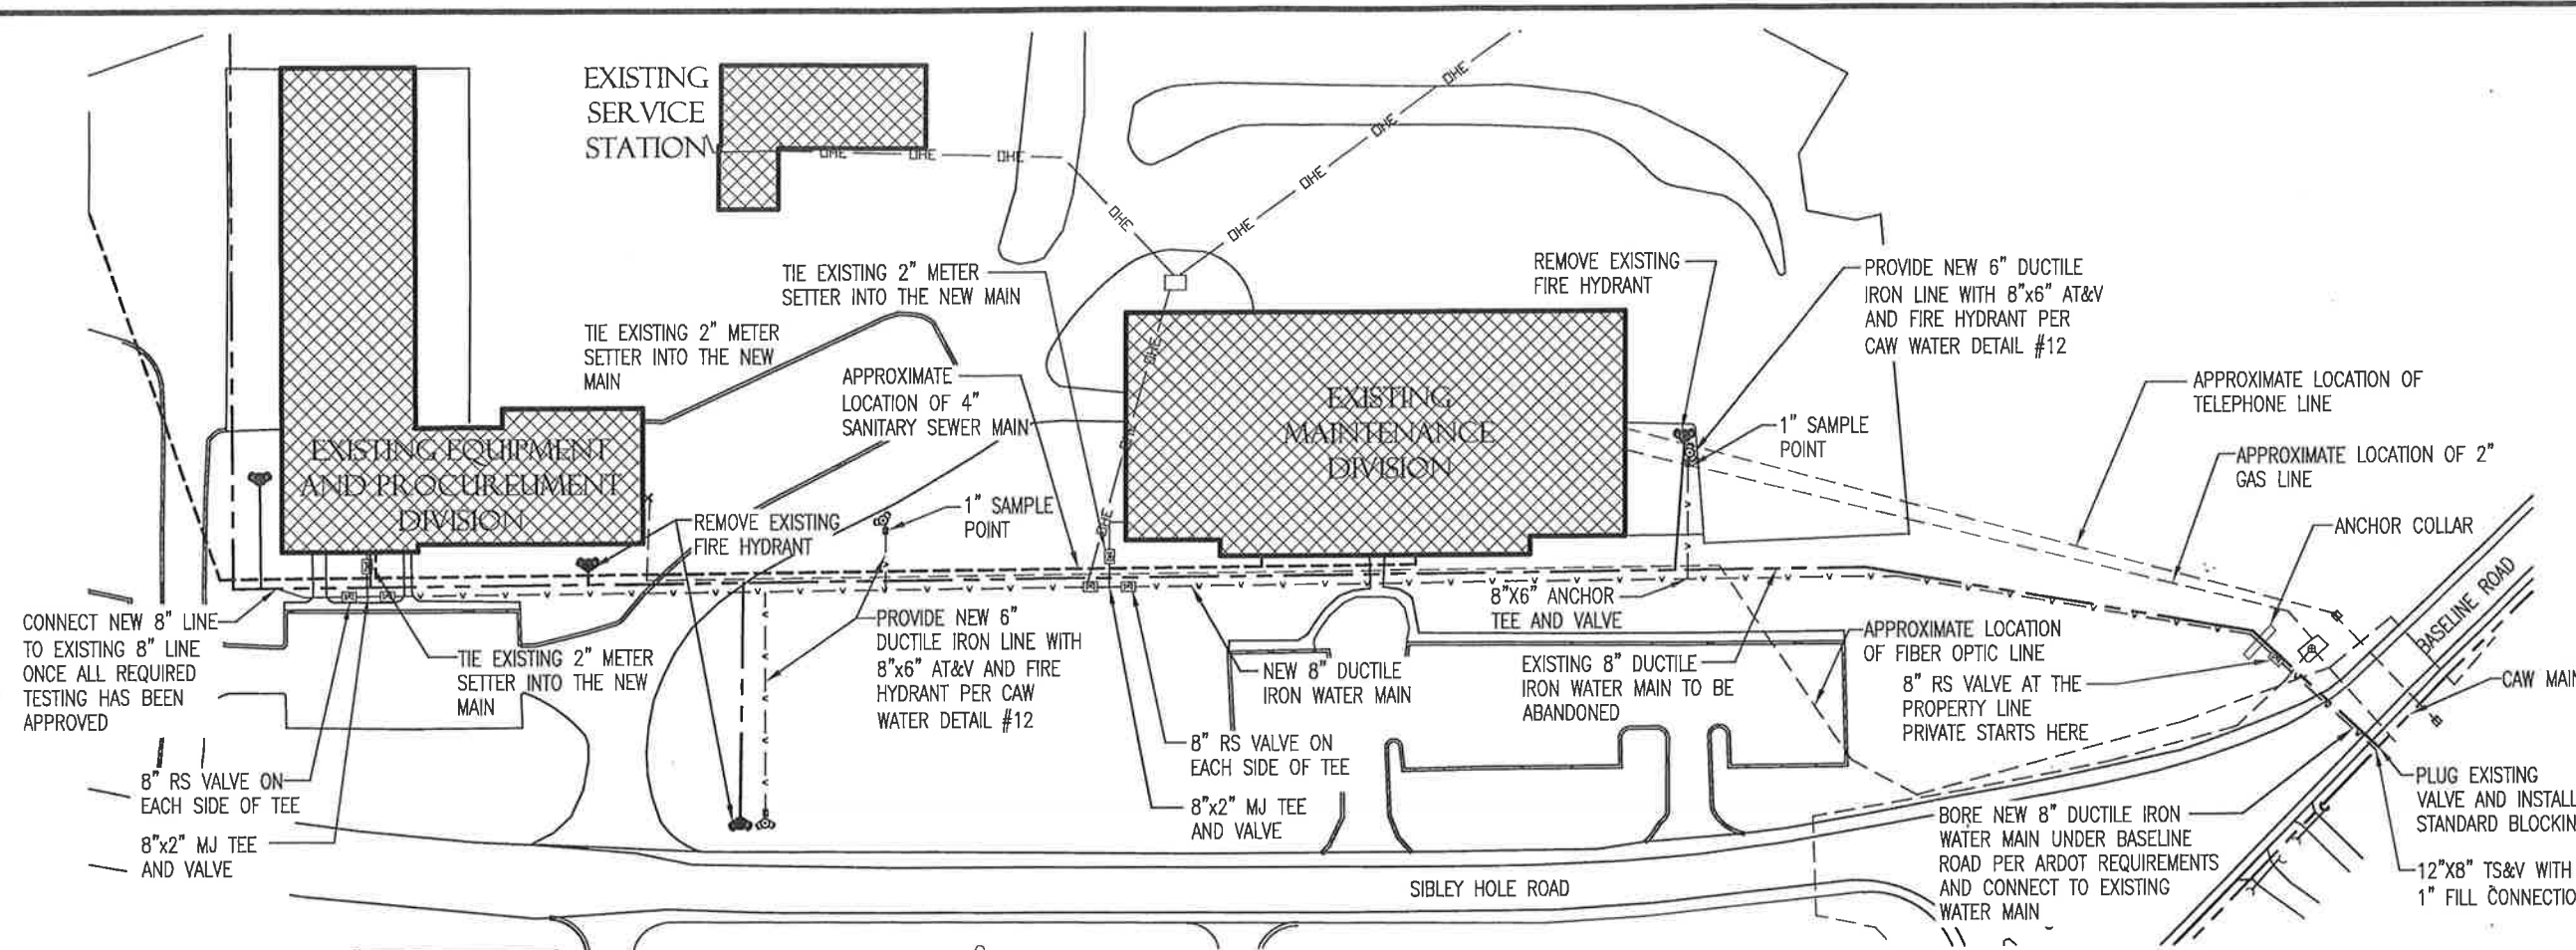 EXISTING
SERVICE
STATION
OHE
OHE
OHE
OHE
OHE
OHE
OHE
OHE
OHE
OHE
OHE
TIE EXISTING 2" METER
SETTER INTO THE NEW MAIN
TIE EXISTING 2" METER
SETTER INTO THE NEW
MAIN
APPROXIMATE
LOCATION OF 4"
SANITARY SEWER MAIN
REMOVE EXISTING
FIRE HYDRANT
PROVIDE NEW 6" DUCTILE
IRON LINE WITH 8"x6" AT&V
AND FIRE HYDRANT PER
CAW WATER DETAIL #12
APPROXIMATE LOCATION OF
TELEPHONE LINE
1" SAMPLE
POINT
APPROXIMATE LOCATION OF 2"
GAS LINE
ANCHOR COLLAR
EXISTING
MAINTENANCE
DIVISION
EXISTING EQUIPMENT
AND PROCUREUMENT
DIVISION
REMOVE EXISTING
FIRE HYDRANT
1" SAMPLE
POINT
BASELINE ROAD
CONNECT NEW 8" LINE
TO EXISTING 8" LINE
ONCE ALL REQUIRED
TESTING HAS BEEN
APPROVED
TIE EXISTING 2" METER
SETTER INTO THE NEW
MAIN
PROVIDE NEW 6"
DUCTILE IRON LINE WITH
8"x6" AT&V AND FIRE
HYDRANT PER CAW
WATER DETAIL #12
NEW 8" DUCTILE
IRON WATER MAIN
8"X6" ANCHOR
TEE AND VALVE
EXISTING 8" DUCTILE
IRON WATER MAIN TO BE
ABANDONED
APPROXIMATE LOCATION
OF FIBER OPTIC LINE
8" RS VALVE AT THE
PROPERTY LINE
PRIVATE STARTS HERE
CAW MAIN
8" RS VALVE ON
EACH SIDE OF TEE
8"x2" MJ TEE
AND VALVE
8" RS VALVE ON
EACH SIDE OF TEE
8"x2" MJ TEE
AND VALVE
PLUG EXISTING
VALVE AND INSTALL
STANDARD BLOCKIN
12"X8" TS&V WITH
1" FILL CONNECTIO
BORE NEW 8" DUCTILE IRON
WATER MAIN UNDER BASELINE
ROAD PER ARDOT REQUIREMENTS
AND CONNECT TO EXISTING
WATER MAIN
SIBLEY HOLE ROAD